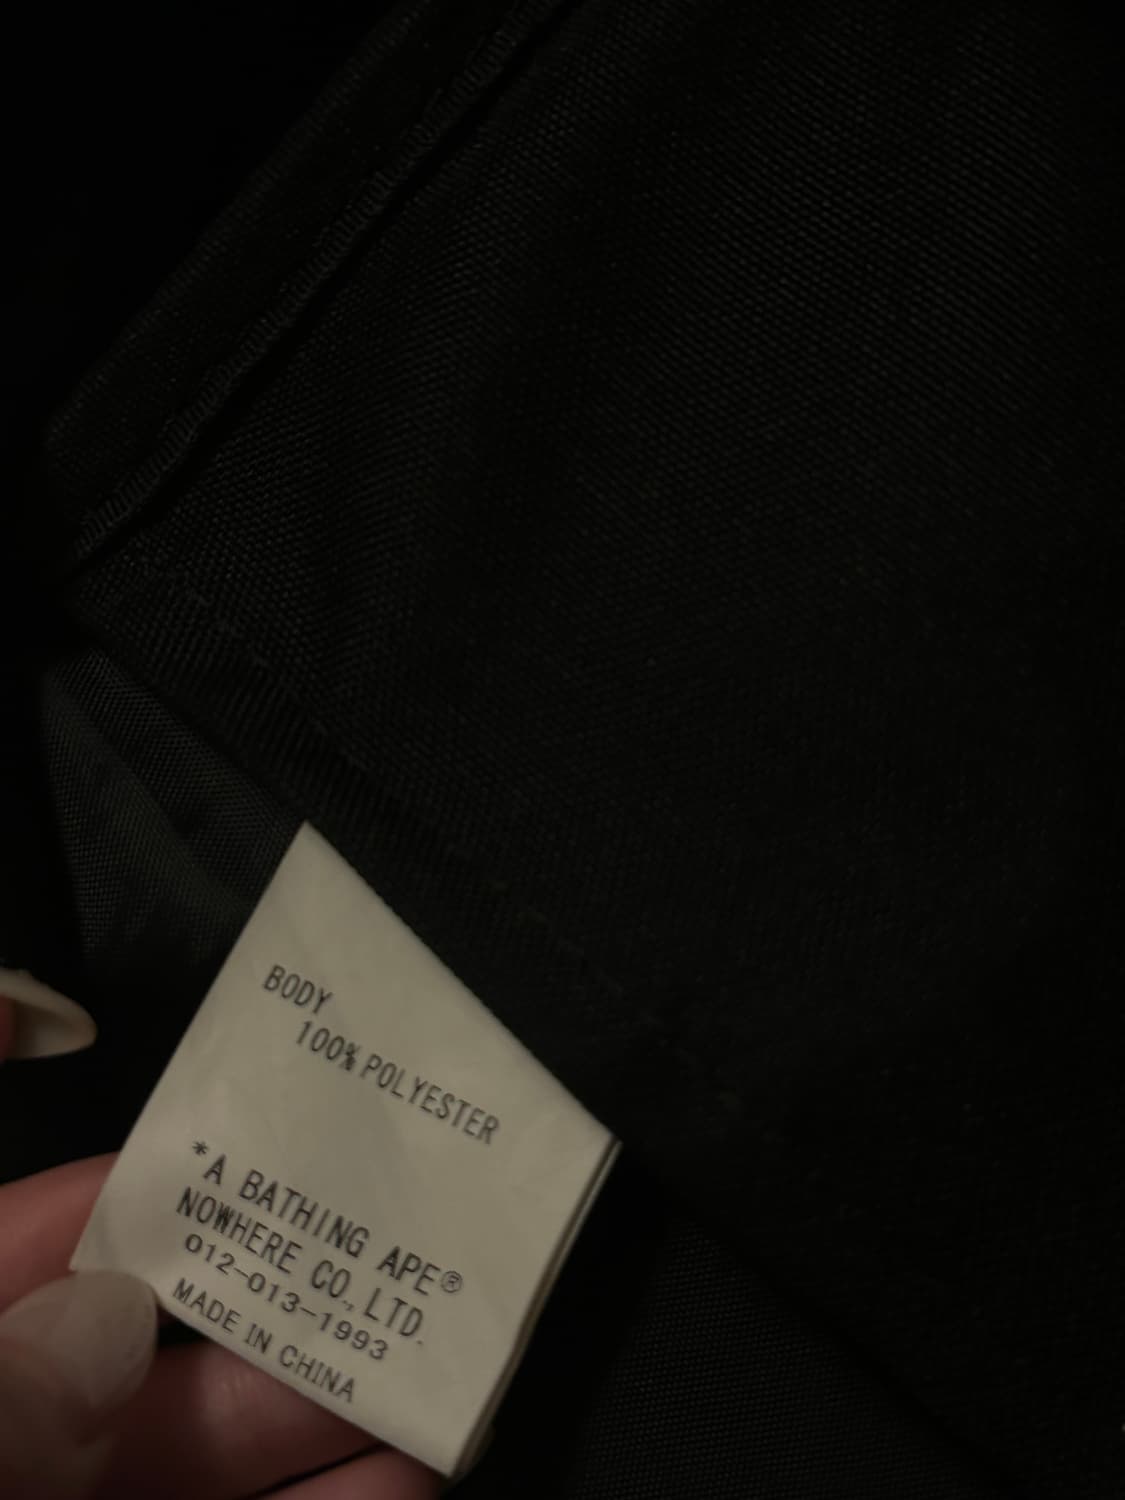 BODY
100% POLYESTER
*A BATHING APE®
NOWHERE CO., LTD.
012-013-1993
MADE IN CHINA